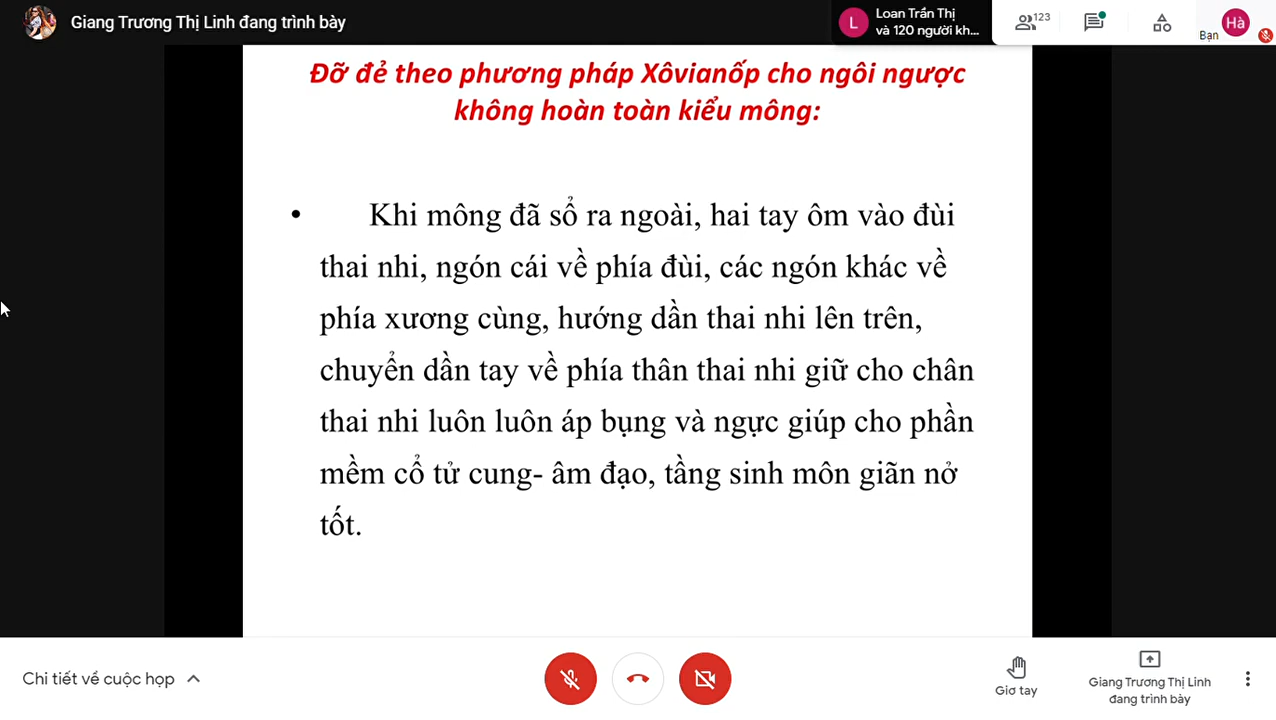 Giang Trương Thị Linh đang trình bày
L
Loan Trần Thị
và 120 người kh...
123
Bạn
Hà
Đỡ đẻ theo phương pháp Xôvianốp cho ngôi ngược
không hoàn toàn kiểu mông:
• Khi mông đã sổ ra ngoài, hai tay ôm vào đùi
thai nhi, ngón cái về phía đùi, các ngón khác về
phía xương cùng, hướng dần thai nhi lên trên,
chuyển dần tay về phía thân thai nhi giữ cho chân
thai nhi luôn luôn áp bụng và ngực giúp cho phần
mềm cổ tử cung- âm đạo, tầng sinh môn giãn nở
tốt.
Chi tiết về cuộc họp
Giơ tay
Giang Trương Thị Linh
đang trình bày